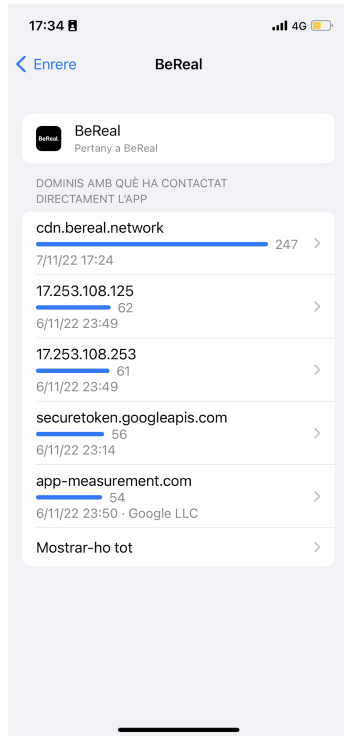 17:34
4G
Enrere
BeReal
BeReal.
BeReal
Pertany a BeReal
DOMINIS AMB QUÈ HA CONTACTAT
DIRECTAMENT L'APP
cdn.bereal.network
247
7/11/22 17:24
17.253.108.125
62
6/11/22 23:49
17.253.108.253
61
6/11/22 23:49
securetoken.googleapis.com
56
6/11/22 23:14
app-measurement.com
54
6/11/22 23:50 · Google LLC
Mostrar-ho tot